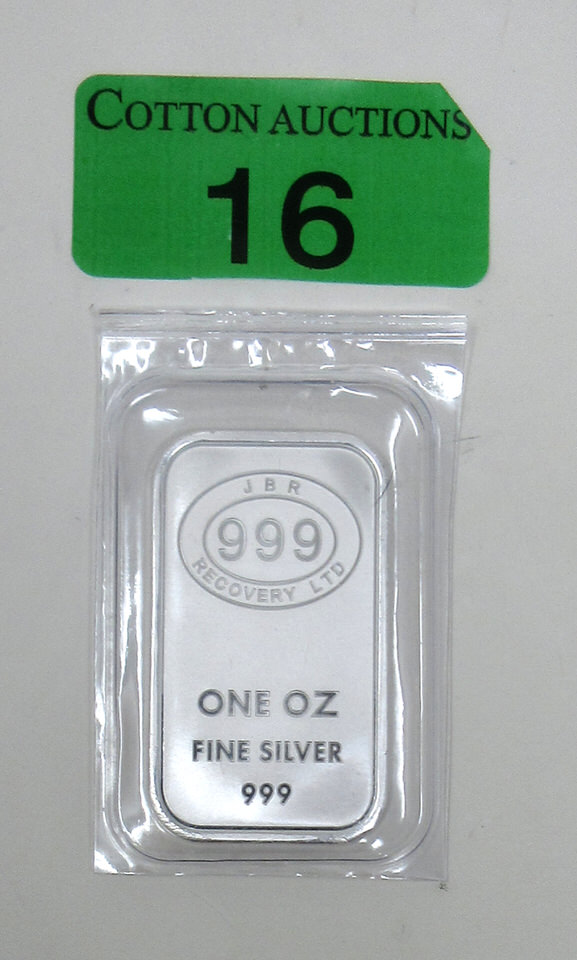 COTTON AUCTIONS
16
JBR
999
RECOVERY LTD
ONE OZ
FINE SILVER
999